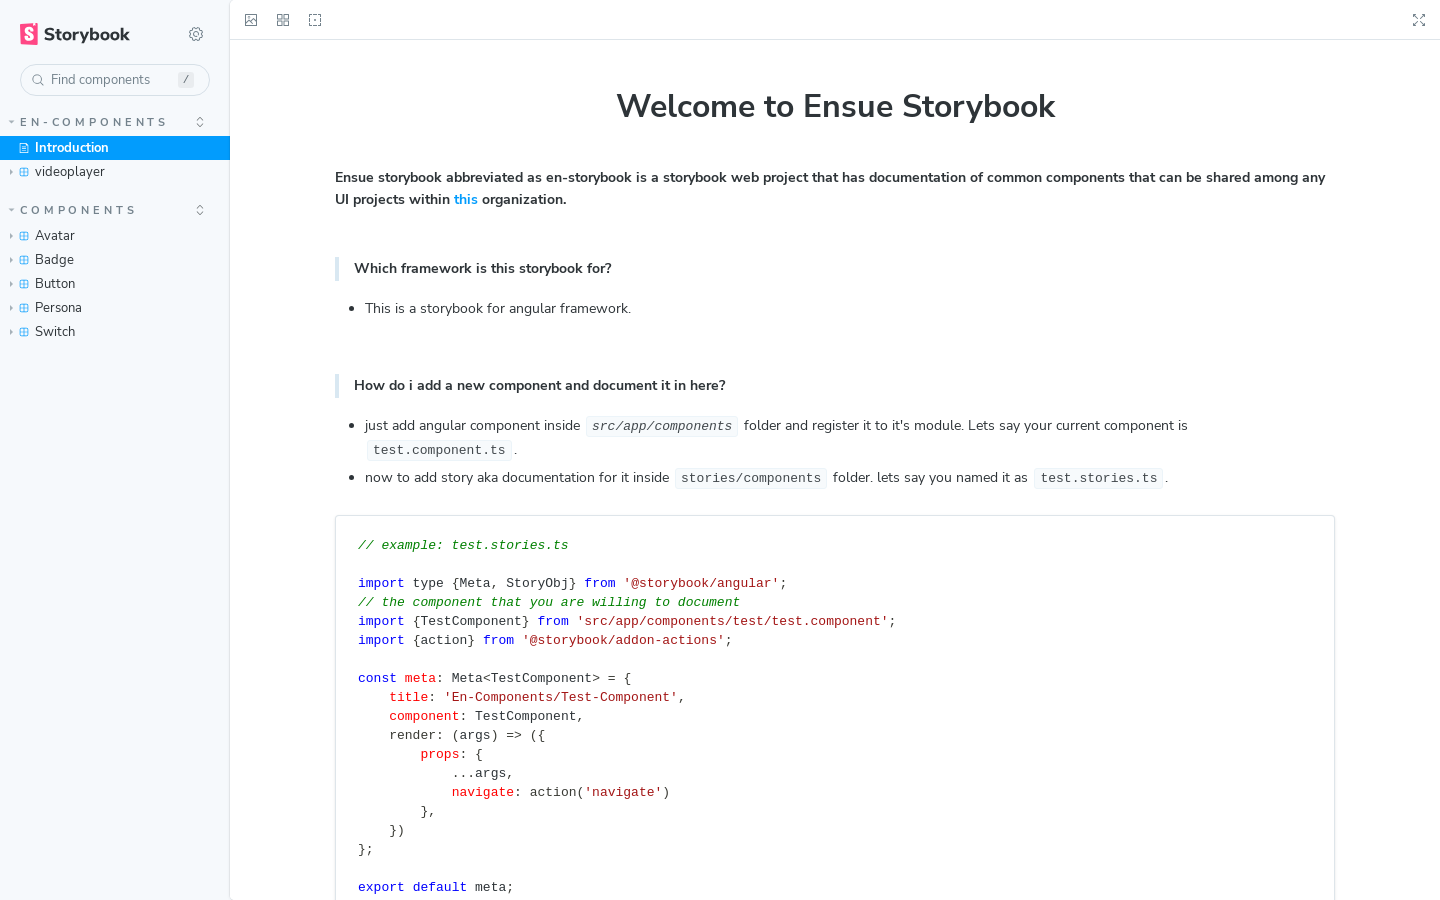 Storybook
Find components
/
EN-COMPONENTS
Introduction
videoplayer
COMPONENTS
Avatar
Badge
Button
Persona
Switch
Welcome to Ensue Storybook
Ensue storybook abbreviated as en-storybook is a storybook web project that has documentation of common components that can be shared among any
UI projects within this organization.
Which framework is this storybook for?
This is a storybook for angular framework.
How do i add a new component and document it in here?
just add angular component inside src/app/components folder and register it to it's module. Lets say your current component is
test.component.ts .
now to add story aka documentation for it inside stories/components folder. lets say you named it as test.stories.ts .
// example: test.stories.ts
import type {Meta, StoryObj} from '@storybook/angular';
// the component that you are willing to document
import {TestComponent} from 'src/app/components/test/test.component';
import {action} from '@storybook/addon-actions';
const meta: Meta<TestComponent> = {
title: 'En-Components/Test-Component',
component: TestComponent,
render: (args) => ({
props: {
...args,
navigate: action('navigate')
},
})
};
export default meta;